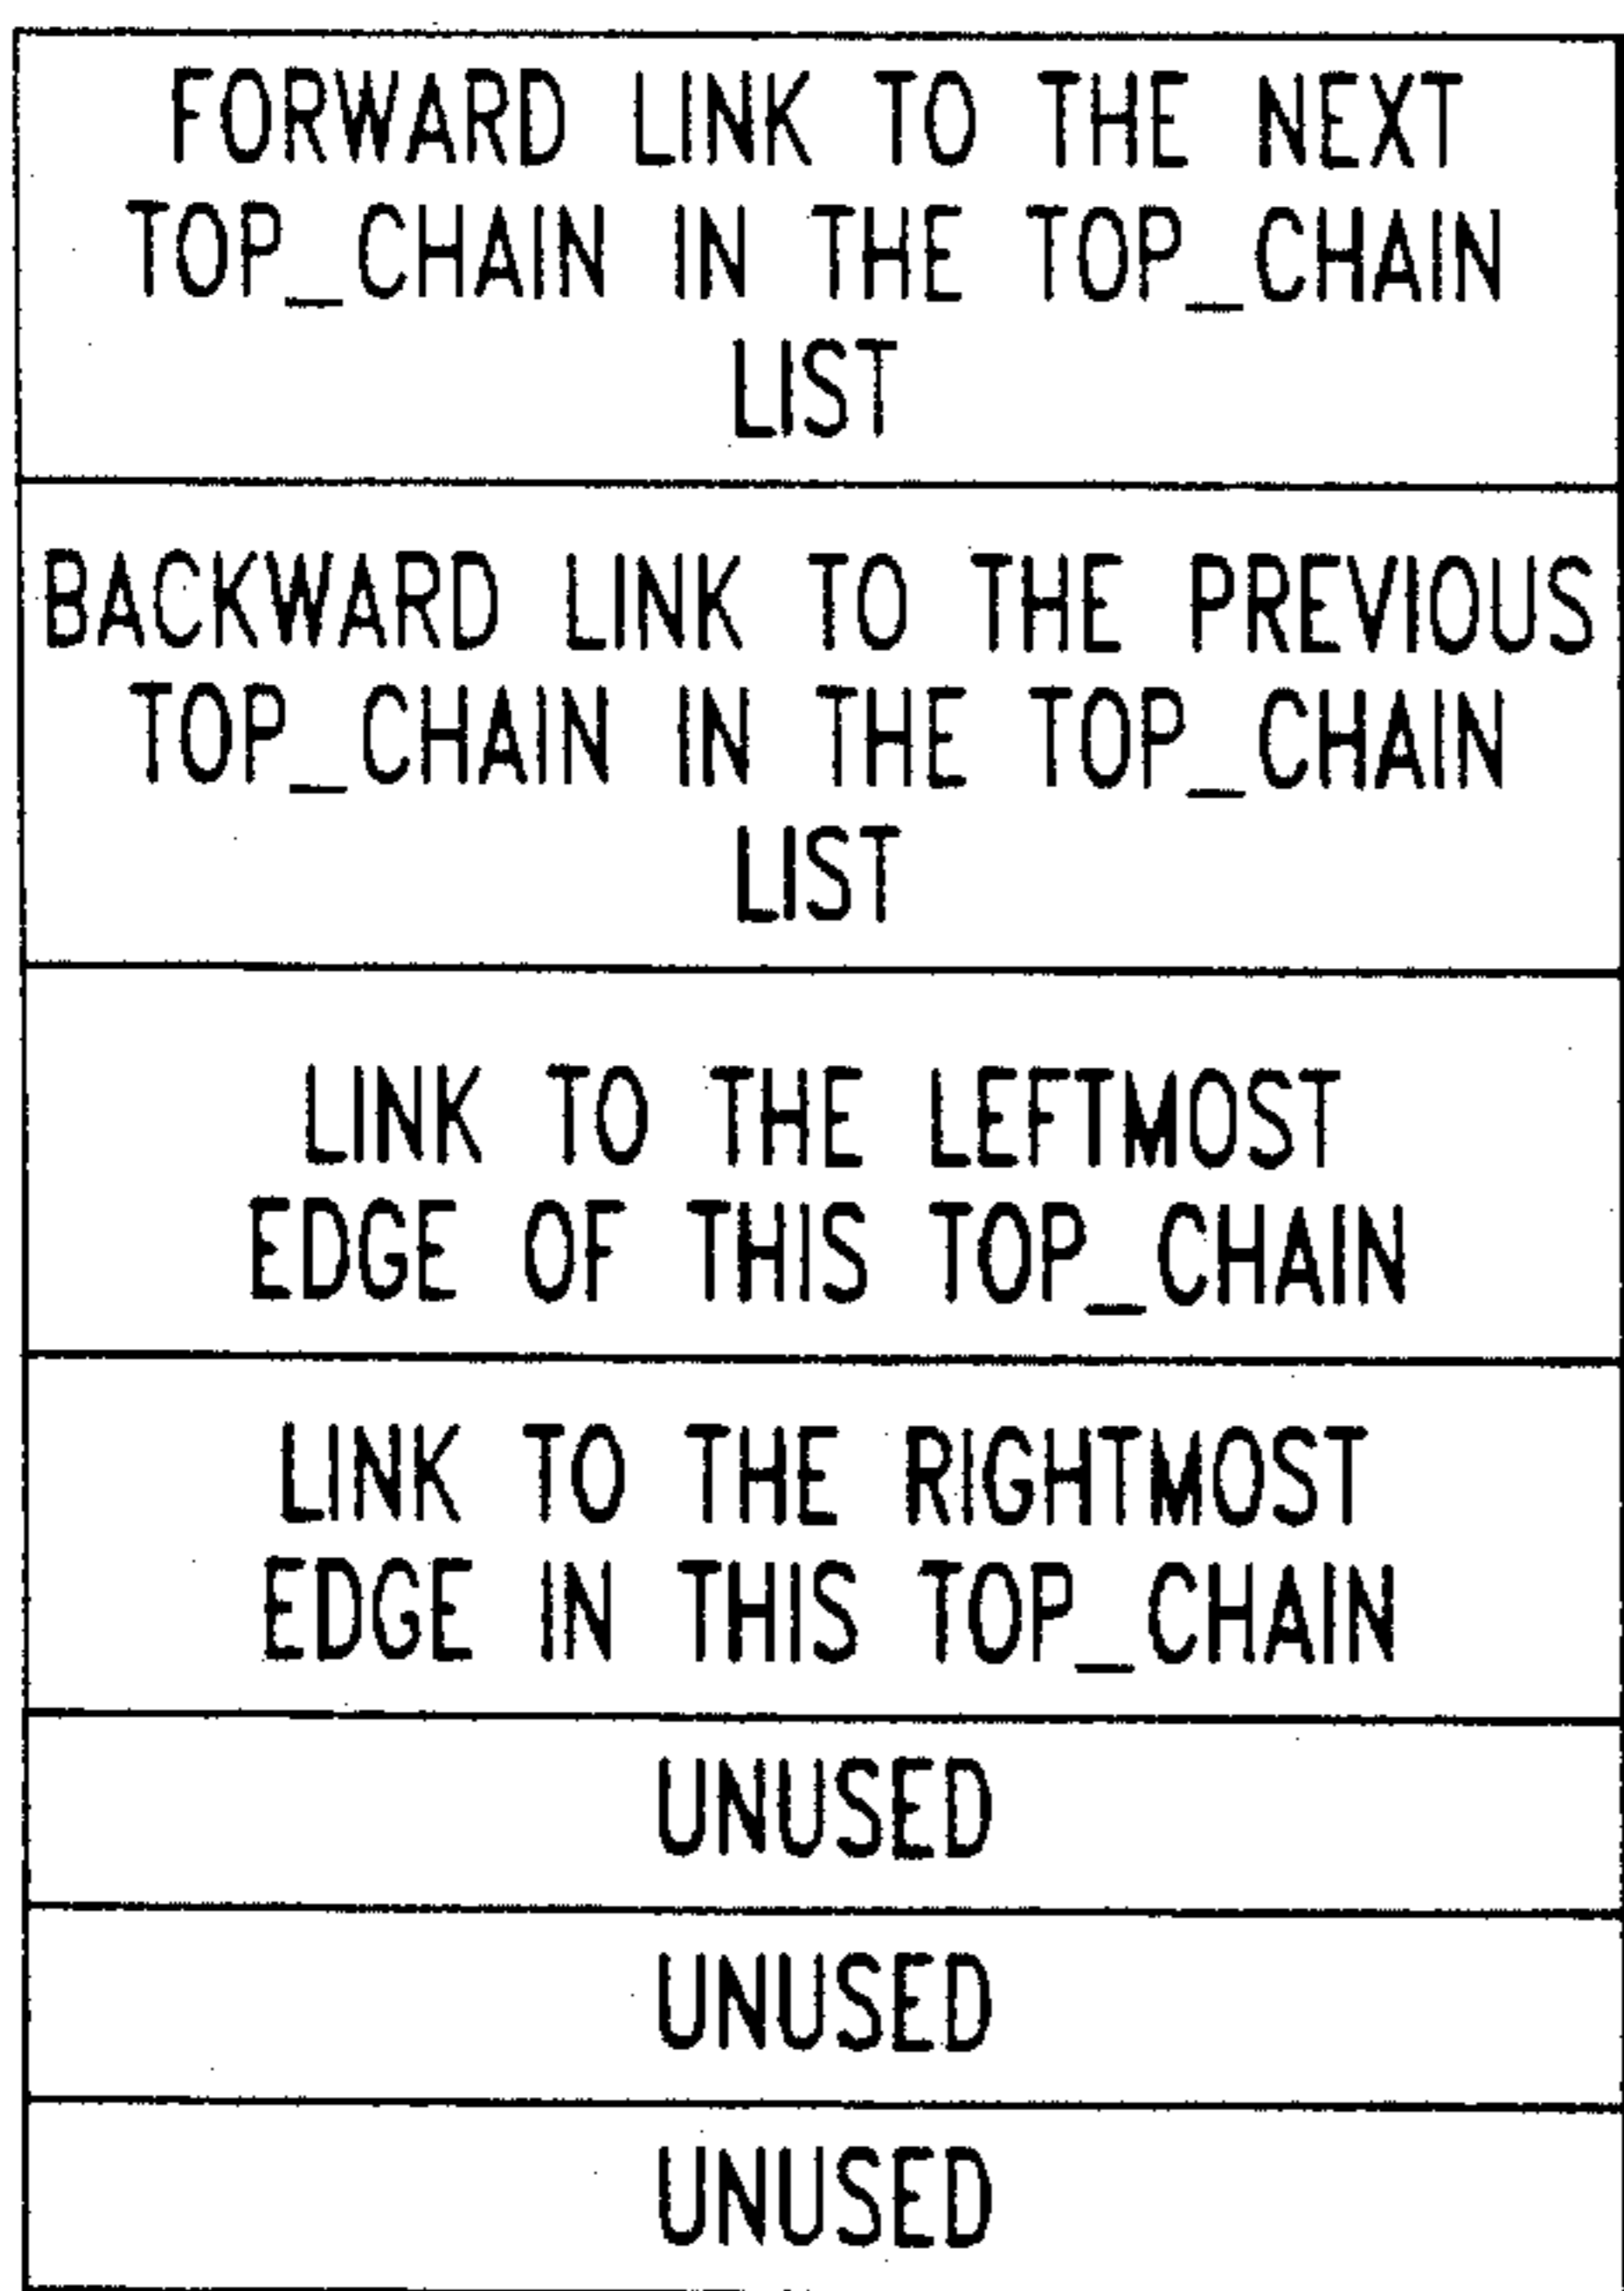 FORWARD LINK TO THE NEXT
TOP_CHAIN IN THE TOP_CHAIN
LIST
BACKWARD LINK TO THE PREVIOUS
TOP_CHAIN IN THE TOP_CHAIN
LIST
LINK TO THE LEFTMOST
EDGE OF THIS TOP_CHAIN
LINK TO THE RIGHTMOST
EDGE IN THIS TOP_CHAIN
UNUSED
UNUSED
UNUSED